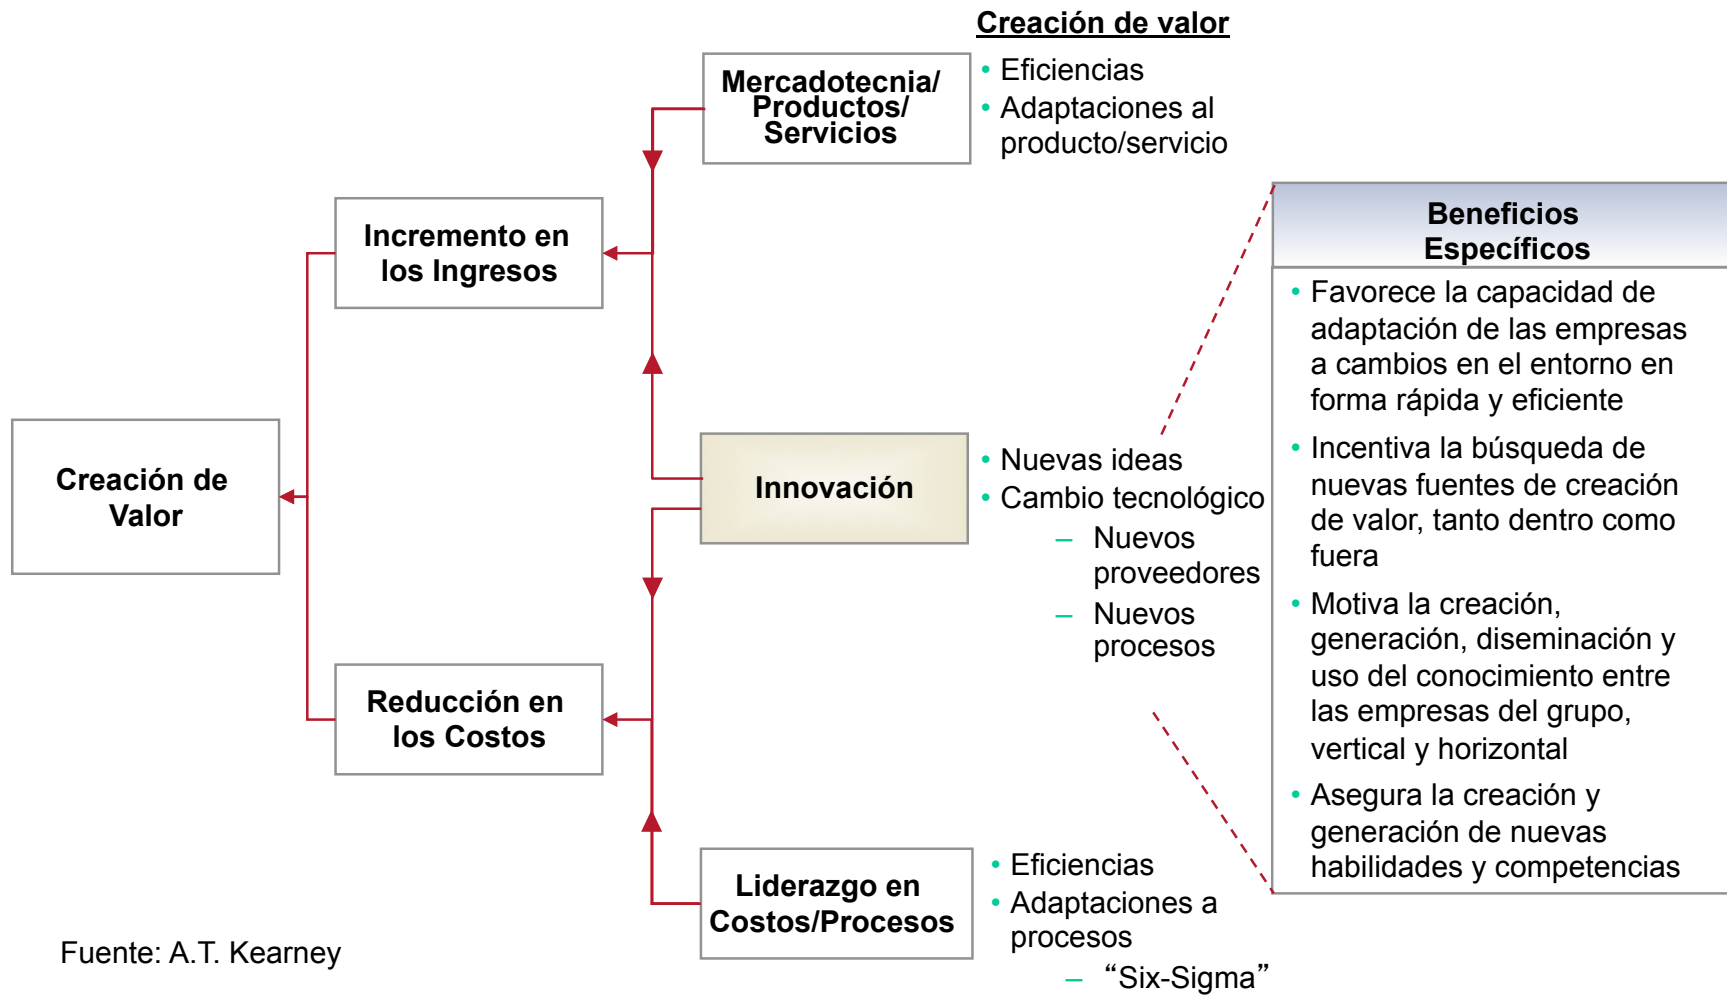 Creación de valor
Mercadotecnia/
Productos/
Servicios
• Eficiencias
• Adaptaciones al
producto/servicio
Incremento en
los Ingresos
Creación de
Valor
Innovación
• Nuevas ideas
• Cambio tecnológico
– Nuevos
proveedores
– Nuevos
procesos
Reducción en
los Costos
Liderazgo en
Costos/Procesos
• Eficiencias
• Adaptaciones a
procesos
– “Six-Sigma”
Beneficios
Específicos
• Favorece la capacidad de
adaptación de las empresas
a cambios en el entorno en
forma rápida y eficiente
• Incentiva la búsqueda de
nuevas fuentes de creación
de valor, tanto dentro como
fuera
• Motiva la creación,
generación, diseminación y
uso del conocimiento entre
las empresas del grupo,
vertical y horizontal
• Asegura la creación y
generación de nuevas
habilidades y competencias
Fuente: A.T. Kearney